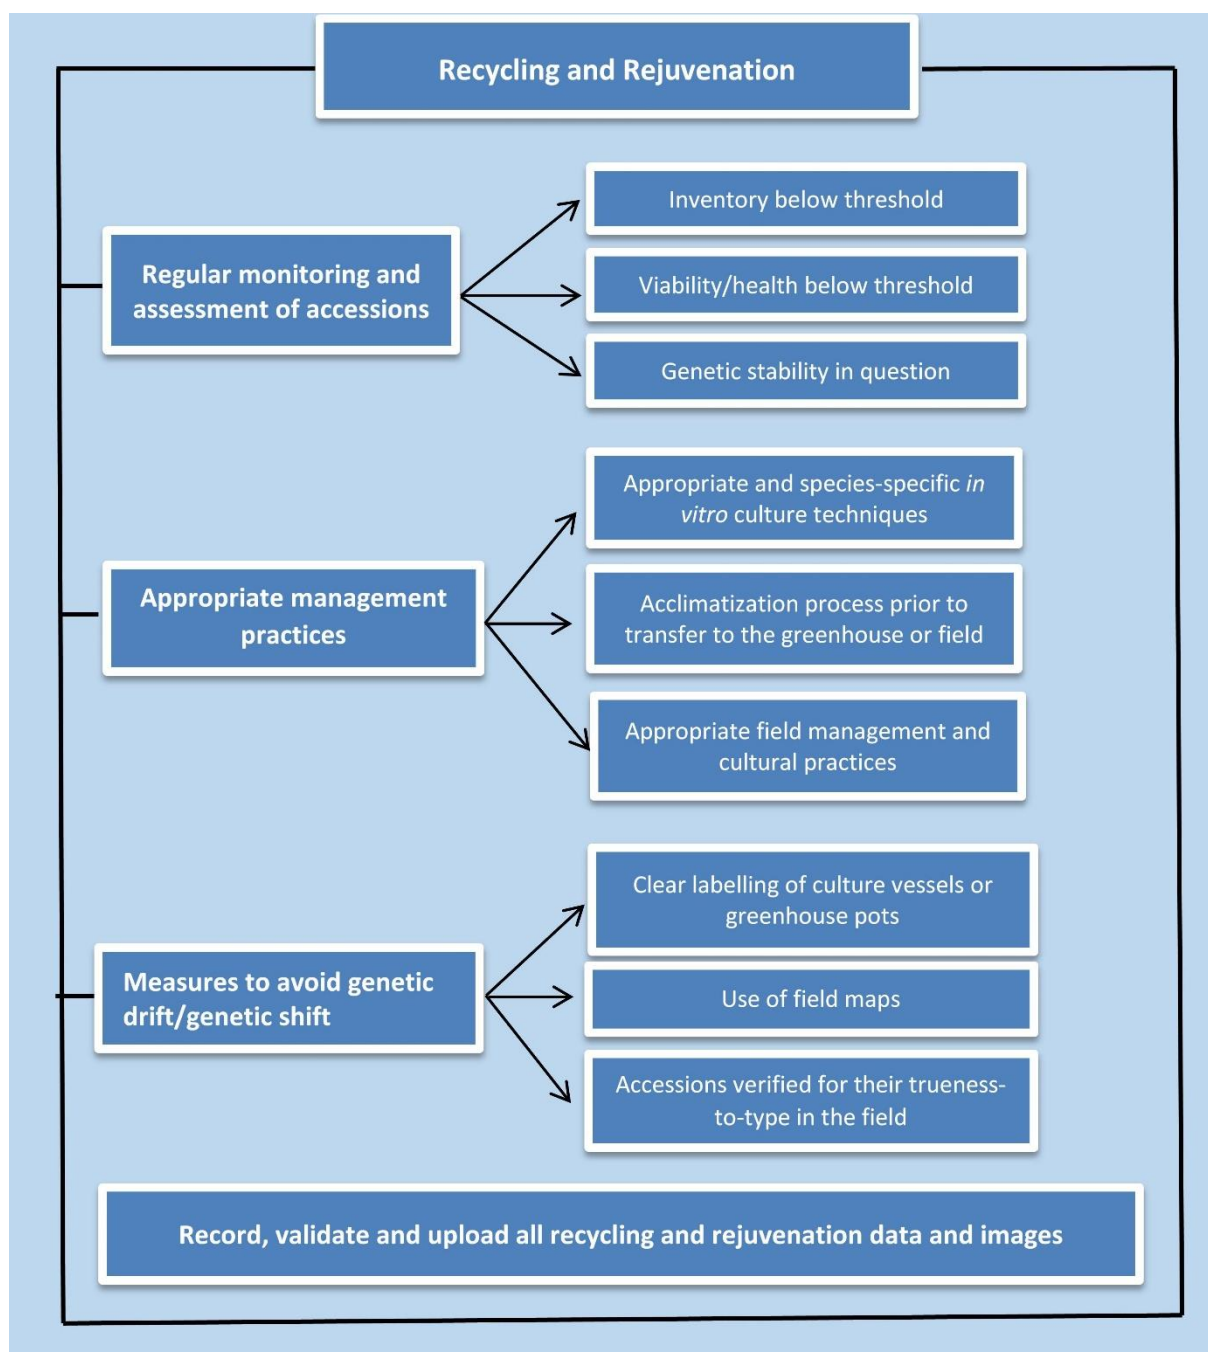 Recycling and Rejuvenation
Regular monitoring and
assessment of accessions
Inventory below threshold
Viability/health below threshold
Genetic stability in question
Appropriate management
practices
Appropriate and species-specific in
vitro culture techniques
Acclimatization process prior to
transfer to the greenhouse or field
Appropriate field management and
cultural practices
Measures to avoid genetic
drift/genetic shift
Clear labelling of culture vessels or
greenhouse pots
Use of field maps
Accessions verified for their trueness-
to-type in the field
Record, validate and upload all recycling and rejuvenation data and images